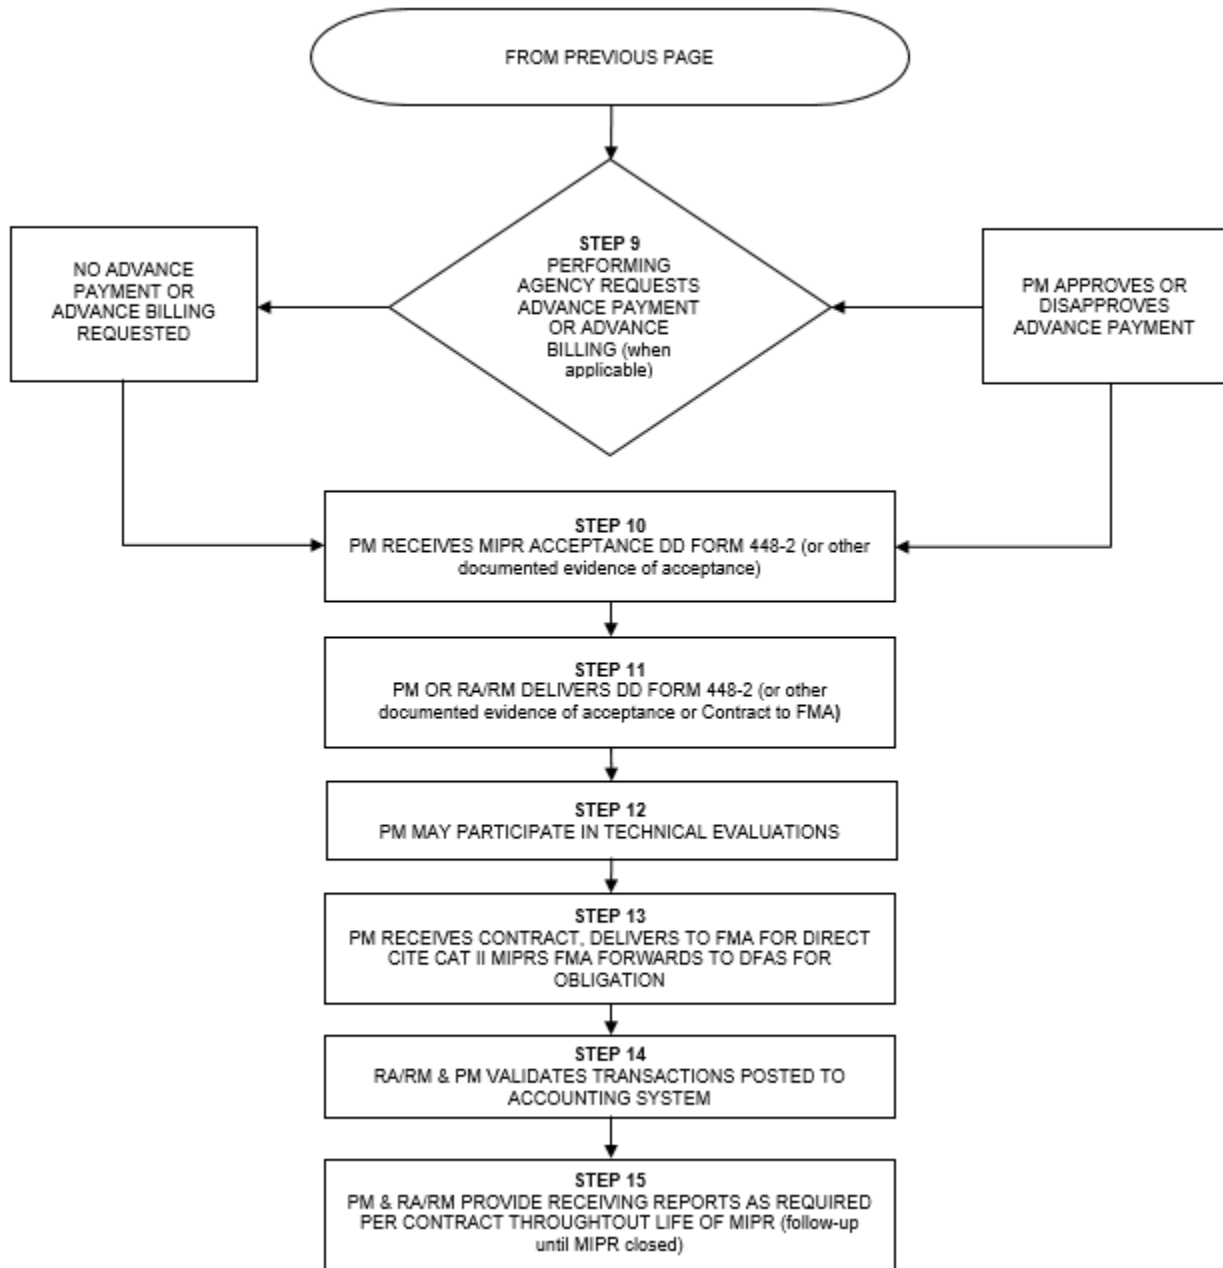 FROM PREVIOUS PAGE
STEP 9
PERFORMING
AGENCY REQUESTS
ADVANCE PAYMENT
OR ADVANCE
BILLING (when
applicable)
NO ADVANCE
PAYMENT OR
ADVANCE BILLING
REQUESTED
PM APPROVES OR
DISAPPROVES
ADVANCE PAYMENT
STEP 10
PM RECEIVES MIPR ACCEPTANCE DD FORM 448-2 (or other
documented evidence of acceptance)
STEP 11
PM OR RA/RM DELIVERS DD FORM 448-2 (or other
documented evidence of acceptance or Contract to FMA)
STEP 12
PM MAY PARTICIPATE IN TECHNICAL EVALUATIONS
STEP 13
PM RECEIVES CONTRACT, DELIVERS TO FMA FOR DIRECT
CITE CAT II MIPRS FMA FORWARDS TO DFAS FOR
OBLIGATION
STEP 14
RA/RM & PM VALIDATES TRANSACTIONS POSTED TO
ACCOUNTING SYSTEM
STEP 15
PM & RA/RM PROVIDE RECEIVING REPORTS AS REQUIRED
PER CONTRACT THROUGHTOUT LIFE OF MIPR (follow-up
until MIPR closed)